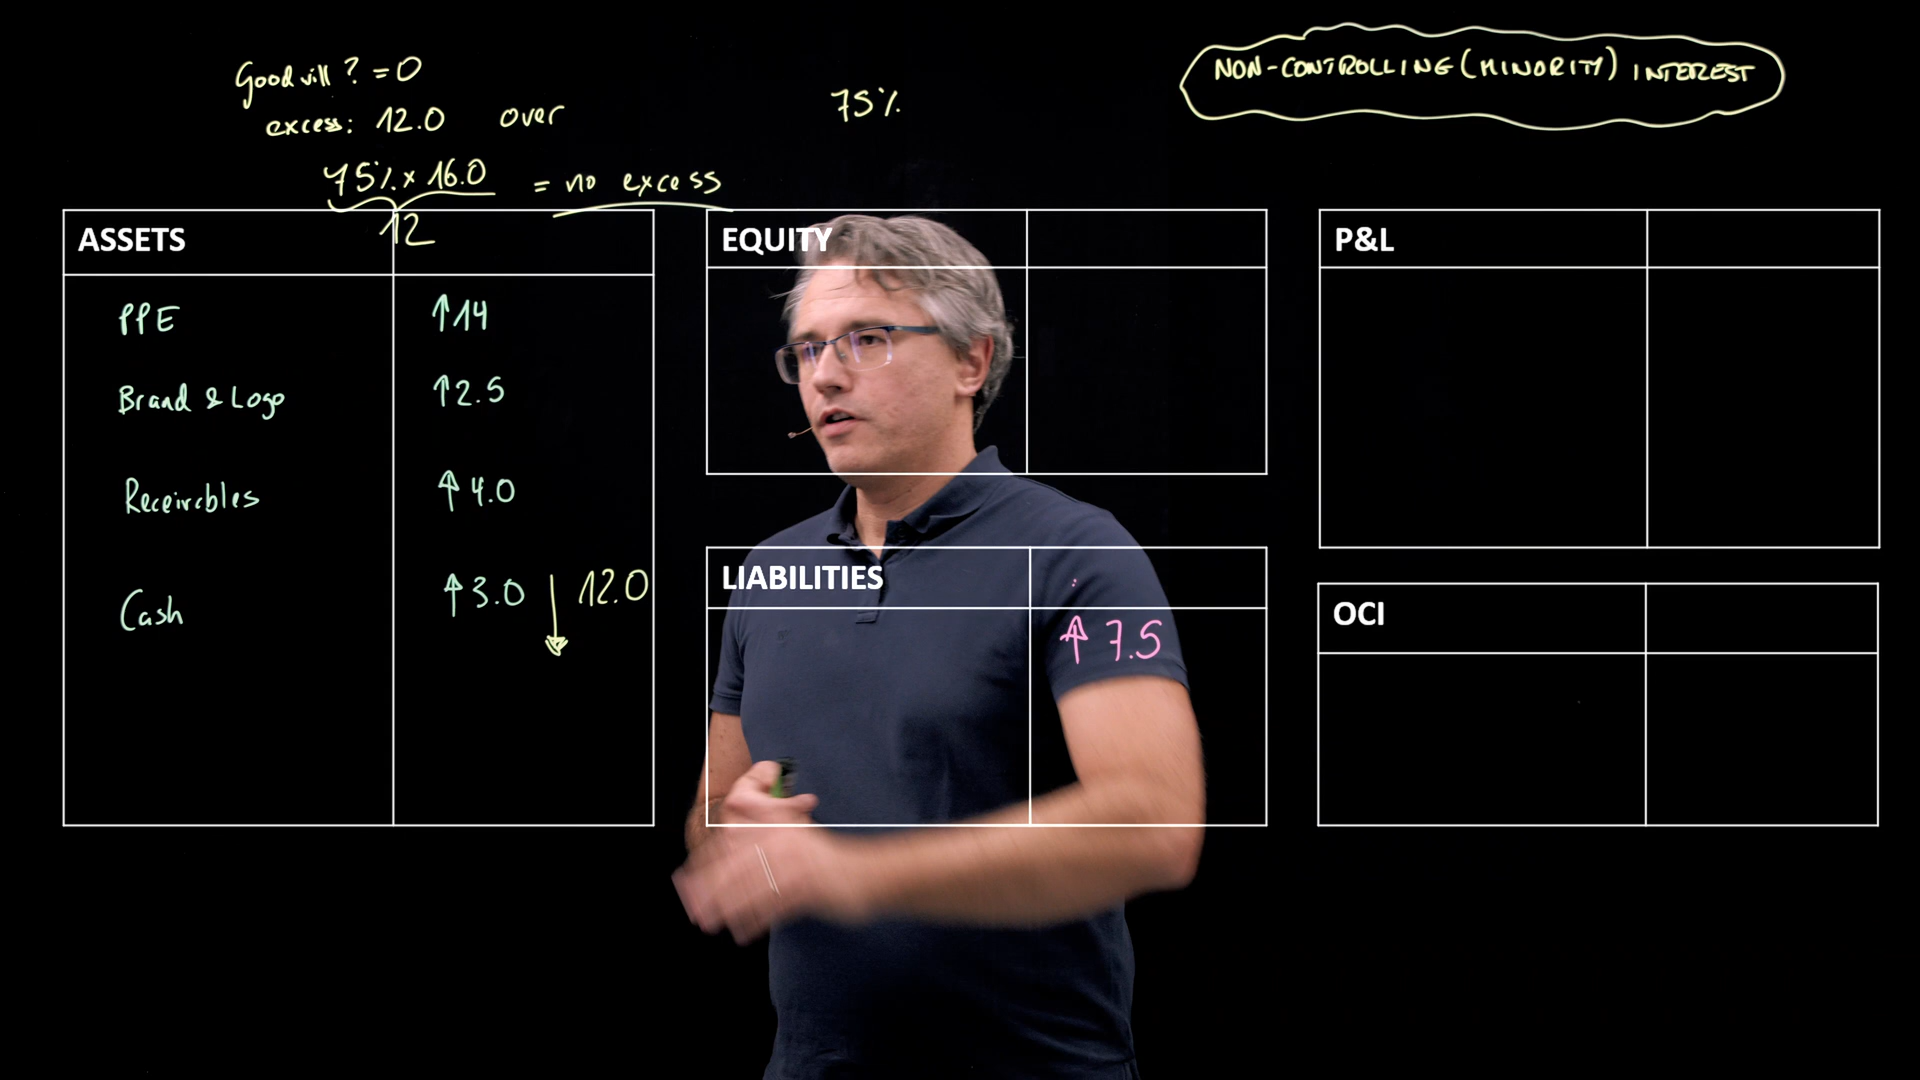 Goodwill? = 0
excess: 12.0 over
75% x 16.0 = no excess
12
75%
NON-CONTROLLING (MINORITY) INTEREST
ASSETS
PPE ↑14
Brand & Logo ↑2.5
Receivables ↑4.0
Cash ↑3.0 ↓ 12.0
EQUITY
LIABILITIES
↑ 7.5
P&L
OCI